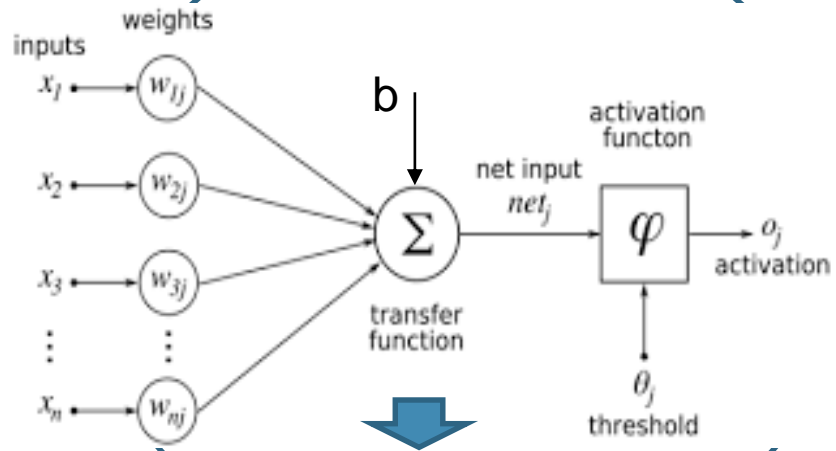 weights
inputs
x1
w1j
b
activation
functon
x2
w2j
net input
netj
Σ
φ
oj
activation
x3
w3j
transfer
function
⋮
⋮
xn
wnj
θj
threshold